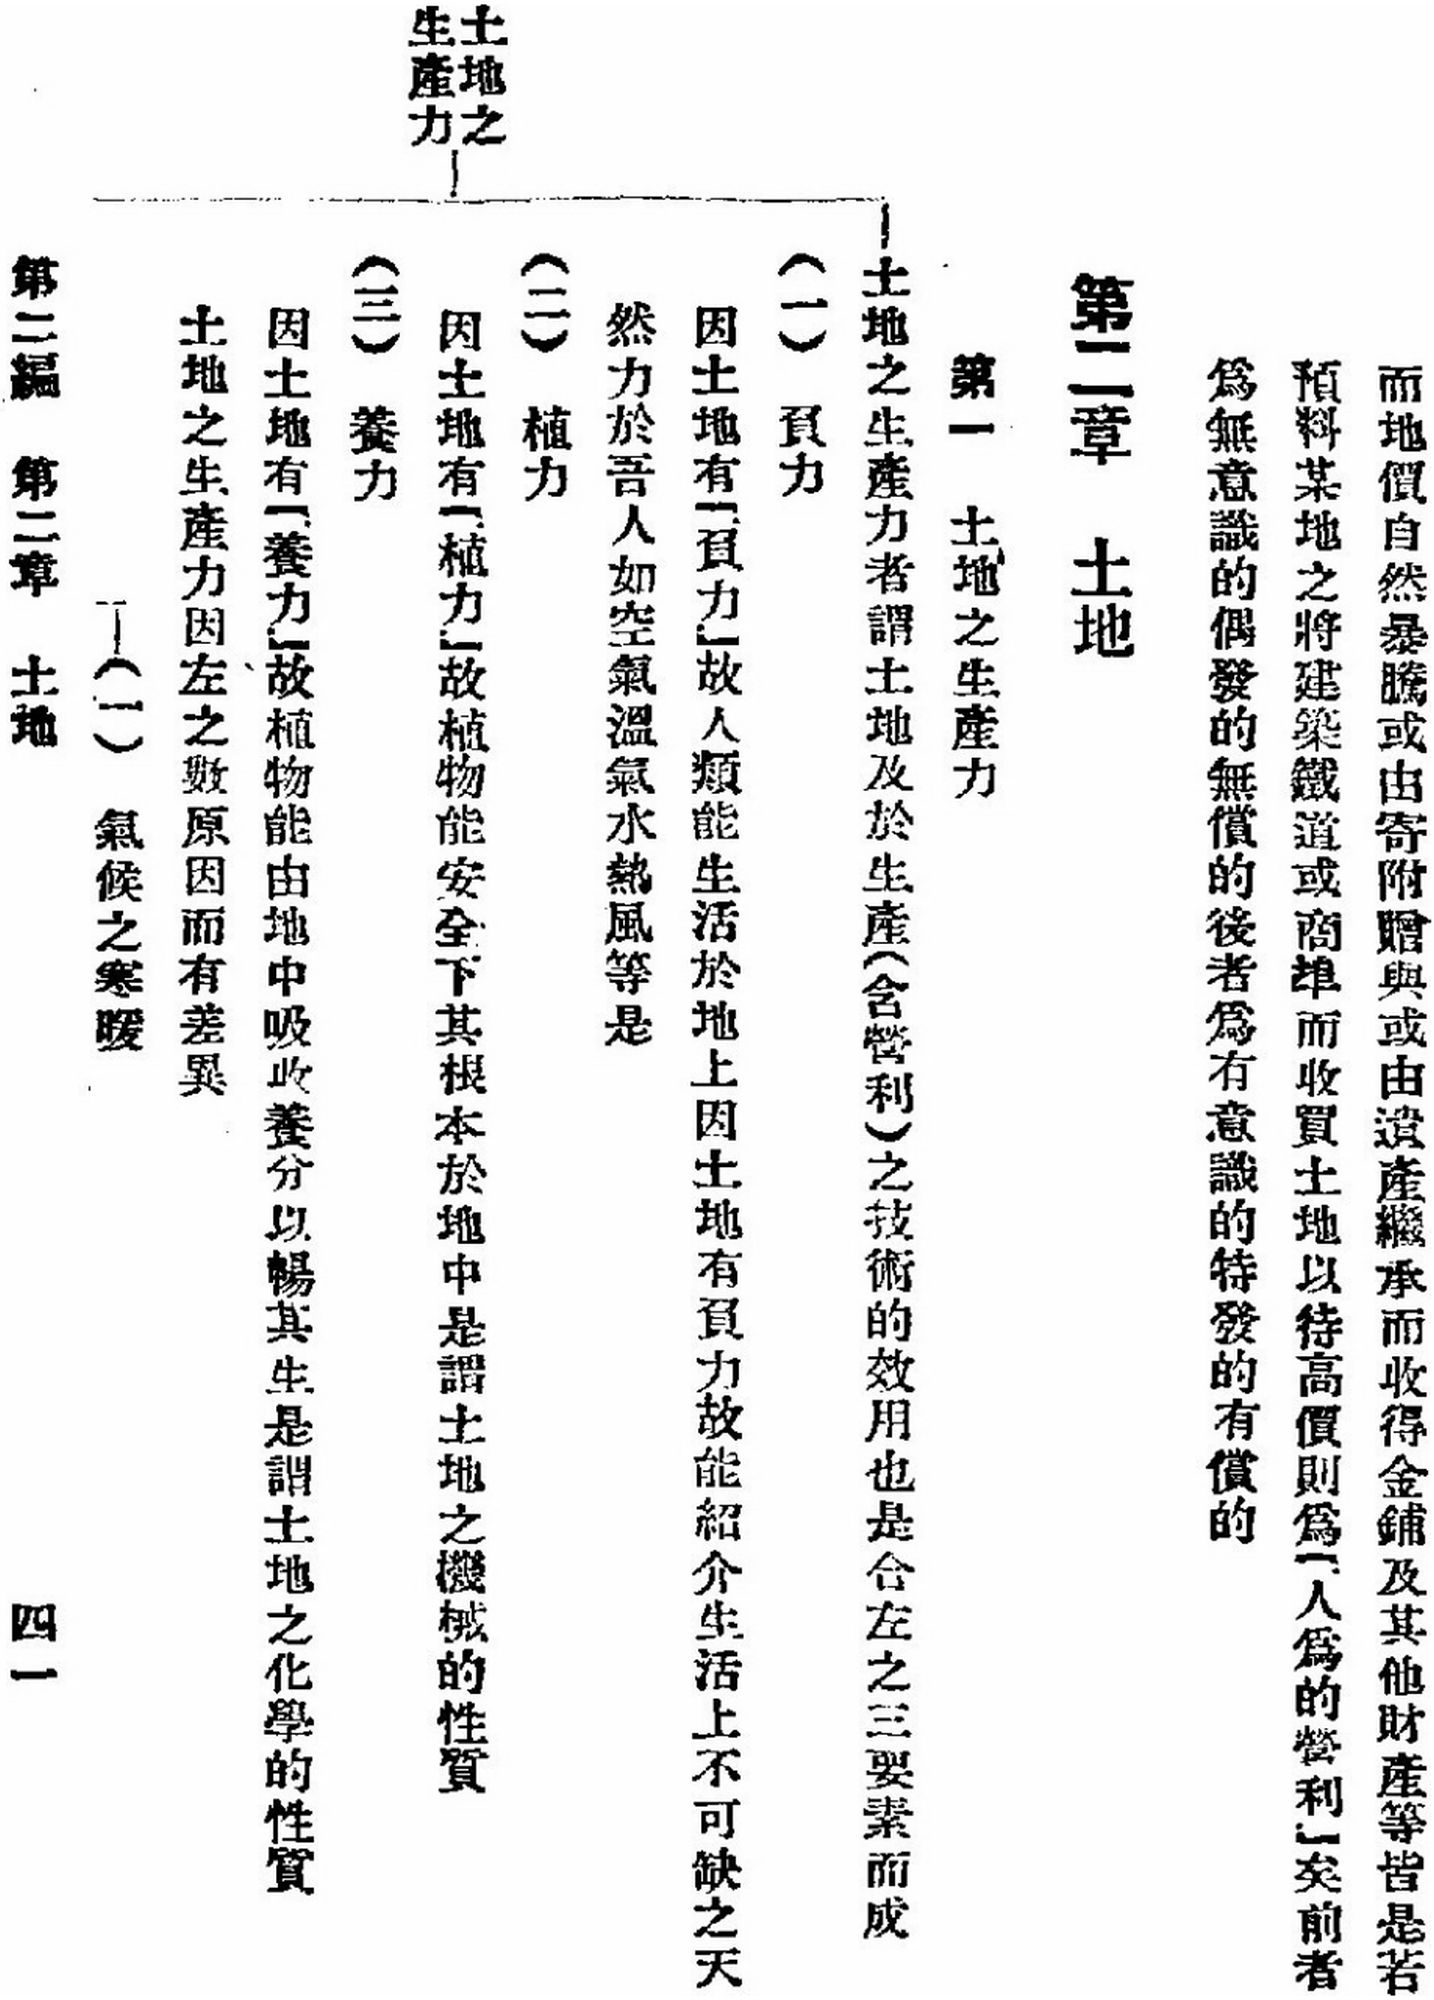 而地價自然暴騰或由寄附贈與或由遺產繼承而收得金鋪及其他財產等皆是若
預料某地之將建築鐵道或商埠而收買土地以待高價則爲「人爲的營利」矣前者
爲無意識的偶發的無償的後者爲有意識的特發的有償的
第二章 土地
第一 土地之生產力
土地之生產力者謂土地及於生產(含營利)之技術的效用也是合左之三要素而成
(一) 負力
因土地有「負力」故人類能生活於地上因土地有負力故能紹介生活上不可缺之天
然力於吾人如空氣溫氣水熱風等是
(二) 植力
因土地有「植力」故植物能安全下其根本於地中是謂土地之機械的性質
(三) 養力
因土地有「養力」故植物能由地中吸收養分以暢其生是謂土地之化學的性質
土地之生產力因左之數原因而有差異
(一) 氣候之寒暖
土地之
生產力
第二編 第二章 土地 四一